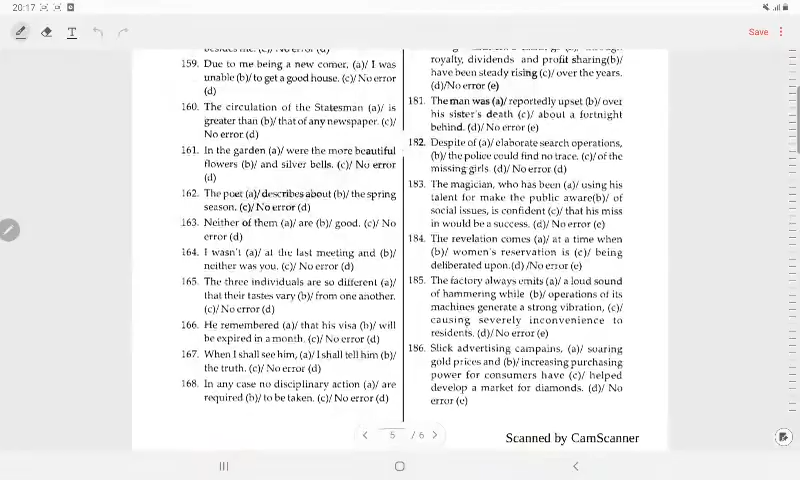 20:17
T
Save
besides me. (c)/ No error (d)
159. Due to me being a new comer, (a)/ I was
unable (b)/ to get a good house. (c)/ No error
(d)
160. The circulation of the Statesman (a)/ is
greater than (b)/ that of any newspaper. (c)/
No error (d)
161. In the garden (a)/ were the more beautiful
flowers (b)/ and silver bells. (c)/ No error
(d)
162. The poet (a)/ describes about (b)/ the spring
season. (c)/ No error (d)
163. Neither of them (a)/ are (b)/ good. (c)/ No
error (d)
164. I wasn't (a)/ at the last meeting and (b)/
neither was you. (c)/ No error (d)
165. The three individuals are so different (a)/
that their tastes vary (b)/ from one another.
(c)/ No error (d)
166. He remembered (a)/ that his visa (b)/ will
be expired in a month. (c)/ No error (d)
167. When I shall see him, (a)/ I shall tell him (b)/
the truth. (c)/ No error (d)
168. In any case no disciplinary action (a)/ are
required (b)/ to be taken. (c)/ No error (d)
royalty, dividends and profit sharing(b)/
have been steady rising (c)/ over the years.
(d)/No error (e)
181. The man was (a)/ reportedly upset (b)/ over
his sister's death (c)/ about a fortnight
behind. (d)/ No error (e)
182. Despite of (a)/ elaborate search operations,
(b)/ the police could find no trace. (c)/ of the
missing girls (d)/ No error (d)
183. The magician, who has been (a)/ using his
talent for make the public aware(b)/ of
social issues, is confident (c)/ that his miss
in would be a success. (d)/ No error (e)
184. The revelation comes (a)/ at a time when
(b)/ women's reservation is (c)/ being
deliberated upon.(d) /No error (e)
185. The factory always emits (a)/ a loud sound
of hammering while (b)/ operations of its
machines generate a strong vibration, (c)/
causing severely inconvenience to
residents. (d)/ No error (e)
186. Slick advertising campains, (a)/ soaring
gold prices and (b)/ increasing purchasing
power for consumers have (c)/ helped
develop a market for diamonds. (d)/ No
error (e)
< 5 / 6 >
Scanned by CamScanner